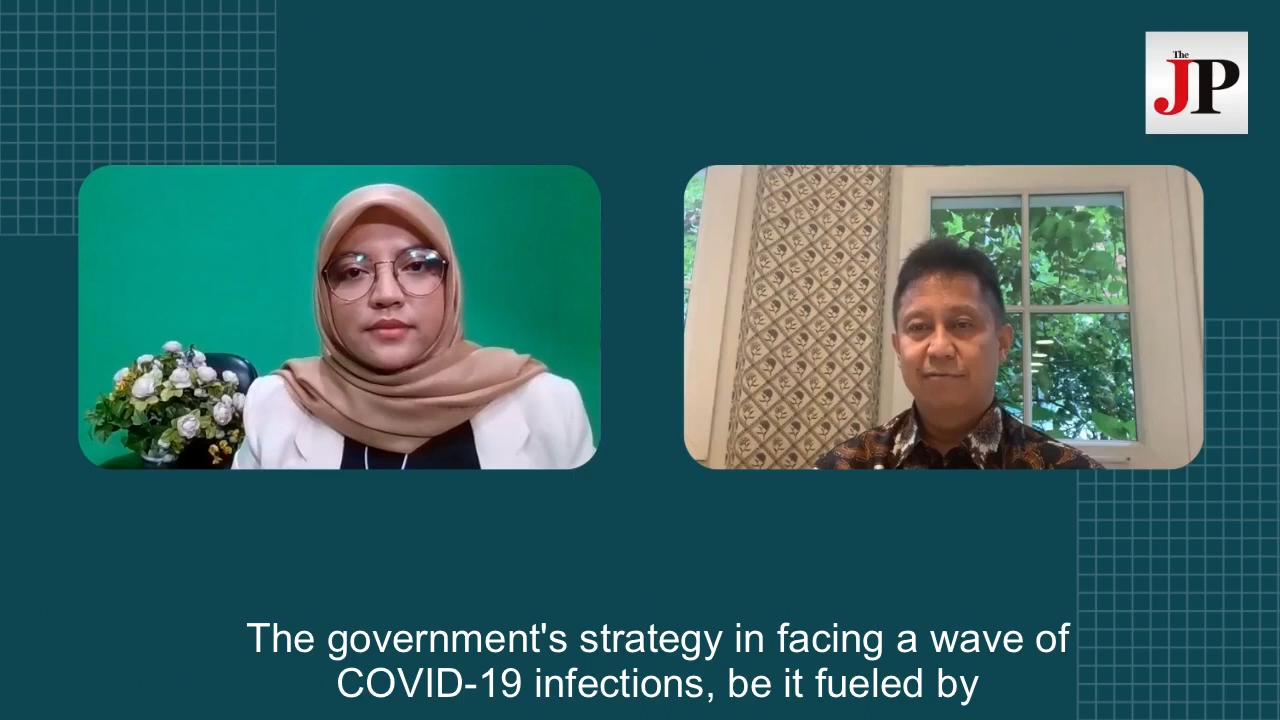 The
JP
The government's strategy in facing a wave of
COVID-19 infections, be it fueled by